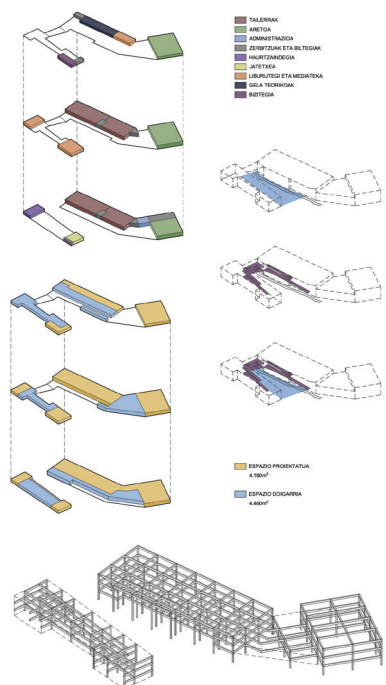 TAILERRAK
ARETOA
ADMINISTRAZIOA
ZERBITZUAK ETA BILTEGIAK
HAURTZAINDEGIA
JATETXEA
LIBURUTEGI ETA MEDIATEKA
GELA TEORIKOAK
BIZITEGIA
ESPAZIO PROIEKTATUA
4.180m²
ESPAZIO DOIGARRIA
4.460m²